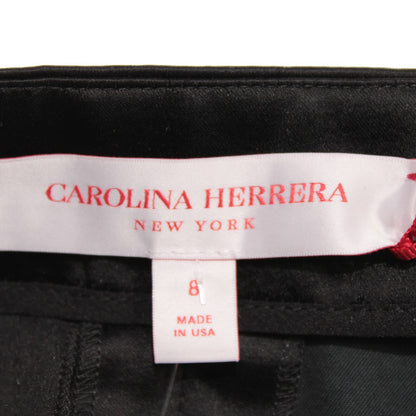 CAROLINA HERRERA
NEW YORK
8
MADE
IN USA